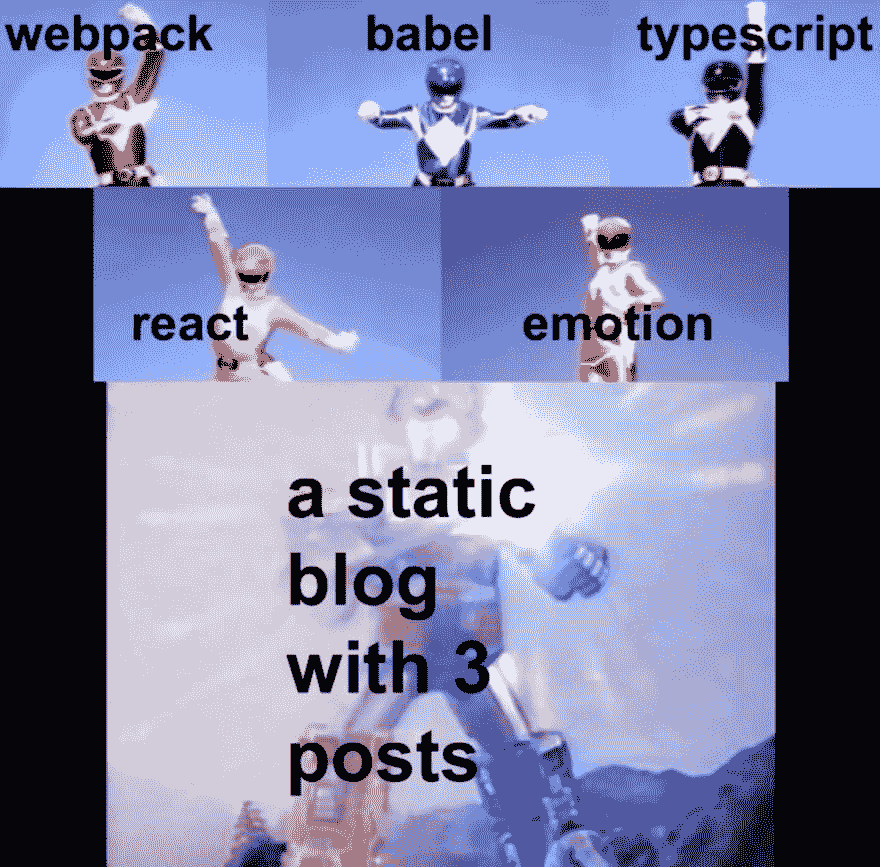 webpack babel typescript
react emotion
a static
blog
with 3
posts